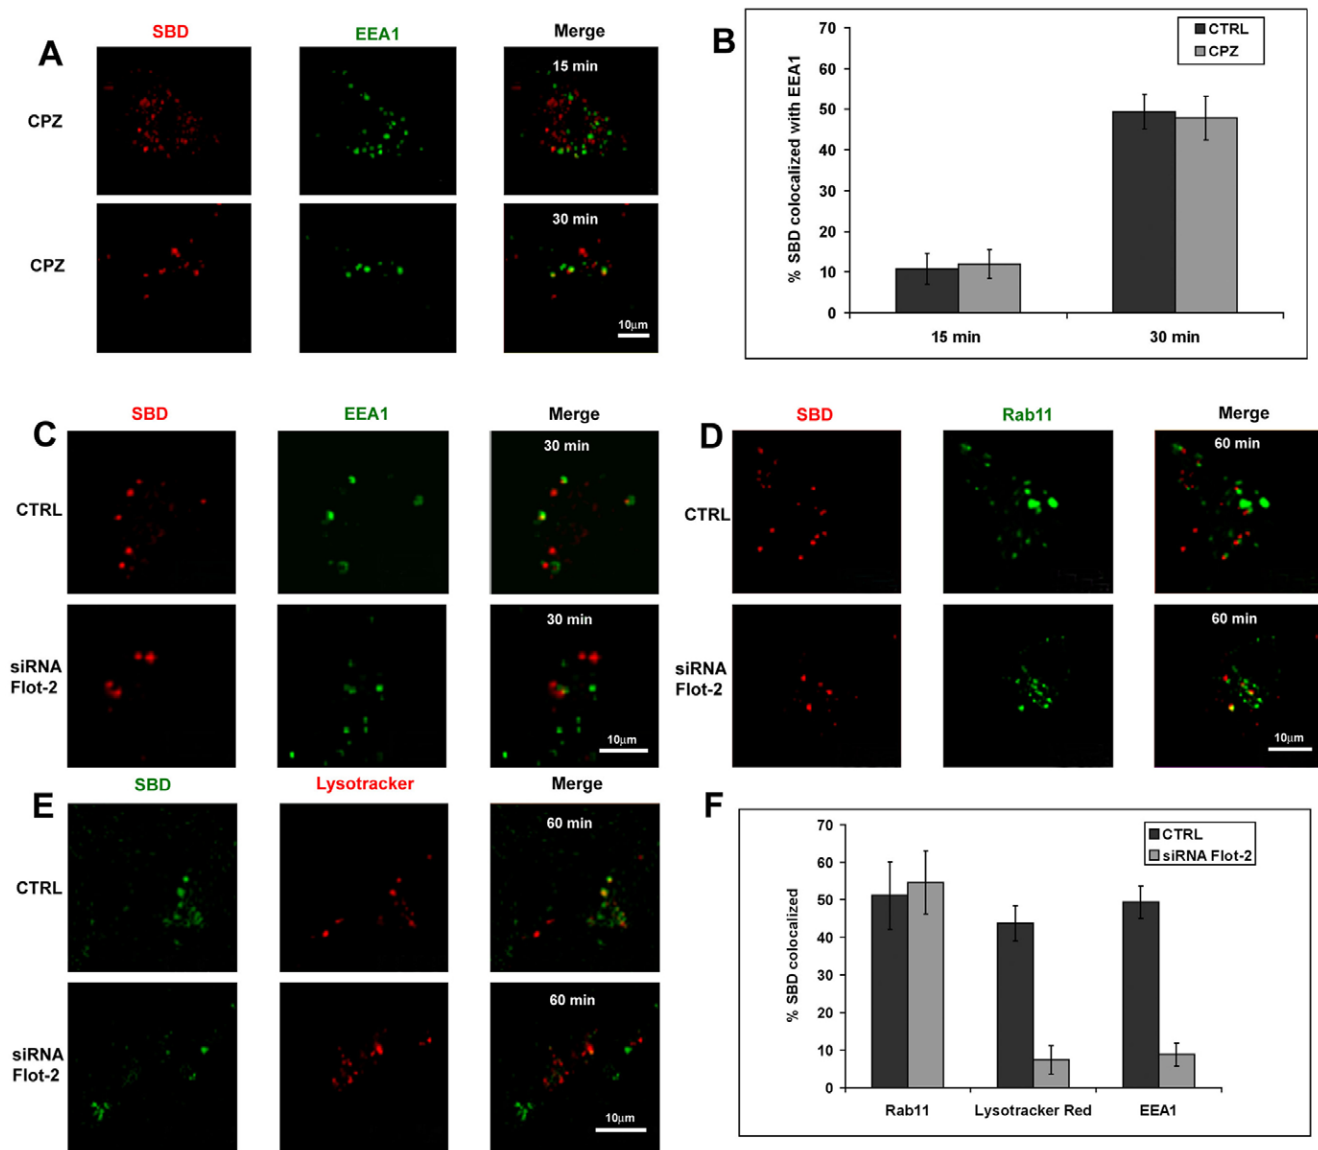 A
SBD EEA1 Merge
CPZ
15 min
CPZ
30 min
10μm
B
% SBD colocalized with EEA1
70
60
50
40
30
20
10
0
CTRL
CPZ
15 min 30 min
C
SBD EEA1 Merge
CTRL
30 min
siRNA
Flot-2
30 min
10μm
D
SBD Rab11 Merge
CTRL
60 min
siRNA
Flot-2
60 min
10μm
E
SBD Lysotracker Merge
CTRL
60 min
siRNA
Flot-2
60 min
10μm
F
% SBD colocalized
70
60
50
40
30
20
10
0
CTRL
siRNA Flot-2
Rab11 Lysotracker Red EEA1